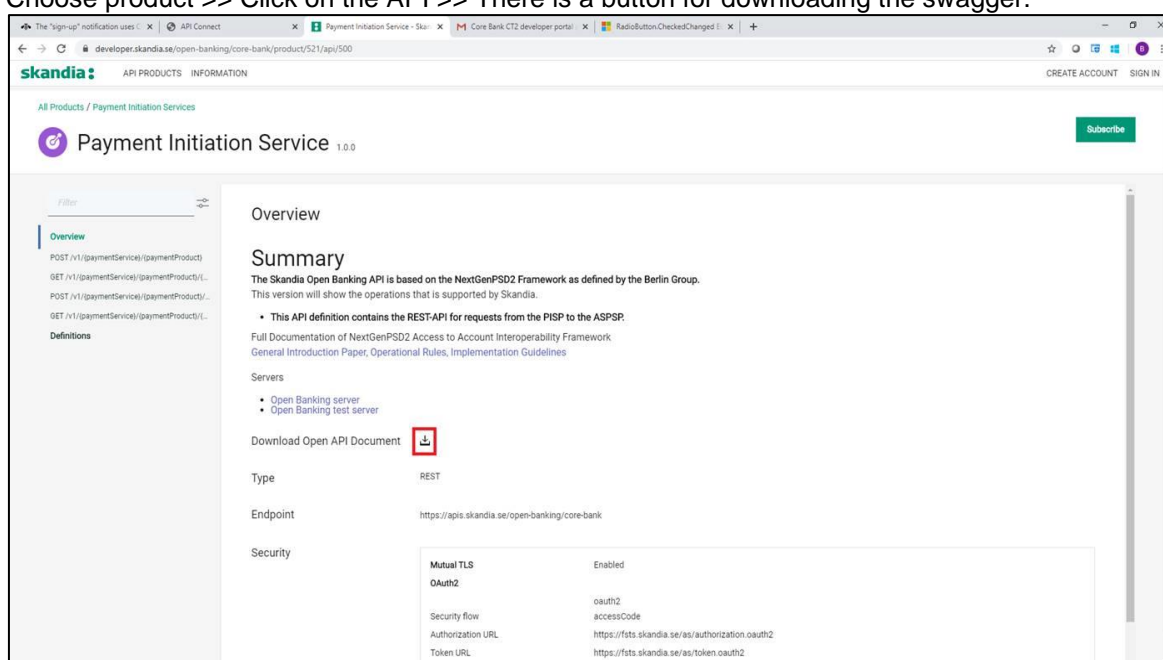 Choose product >> Click on the API >> There is a button for downloading the swagger.
The "sign-up" notification uses C
API Connect
Payment Initiation Service - Skan
Core Bank CT2 developer portal
RadioButton.CheckedChanged E
developer.skandia.se/open-banking/core-bank/product/521/api/500
skandia:
API PRODUCTS
INFORMATION
CREATE ACCOUNT
SIGN IN
All Products / Payment Initiation Services
Payment Initiation Service 1.0.0
Subscribe
Filter
Overview
POST /v1/{paymentService}/{paymentProduct}
GET /v1/{paymentService}/{paymentProduct}/{...
POST /v1/{paymentService}/{paymentProduct}/...
GET /v1/{paymentService}/{paymentProduct}/{...
Definitions
Overview
Summary
The Skandia Open Banking API is based on the NextGenPSD2 Framework as defined by the Berlin Group.
This version will show the operations that is supported by Skandia.
• This API definition contains the REST-API for requests from the PISP to the ASPSP.
Full Documentation of NextGenPSD2 Access to Account Interoperability Framework
General Introduction Paper, Operational Rules, Implementation Guidelines
Servers
• Open Banking server
• Open Banking test server
Download Open API Document
Type REST
Endpoint https://apis.skandia.se/open-banking/core-bank
Security
Mutual TLS Enabled
OAuth2
oauth2
Security flow accessCode
Authorization URL https://fsts.skandia.se/as/authorization.oauth2
Token URL https://fsts.skandia.se/as/token.oauth2